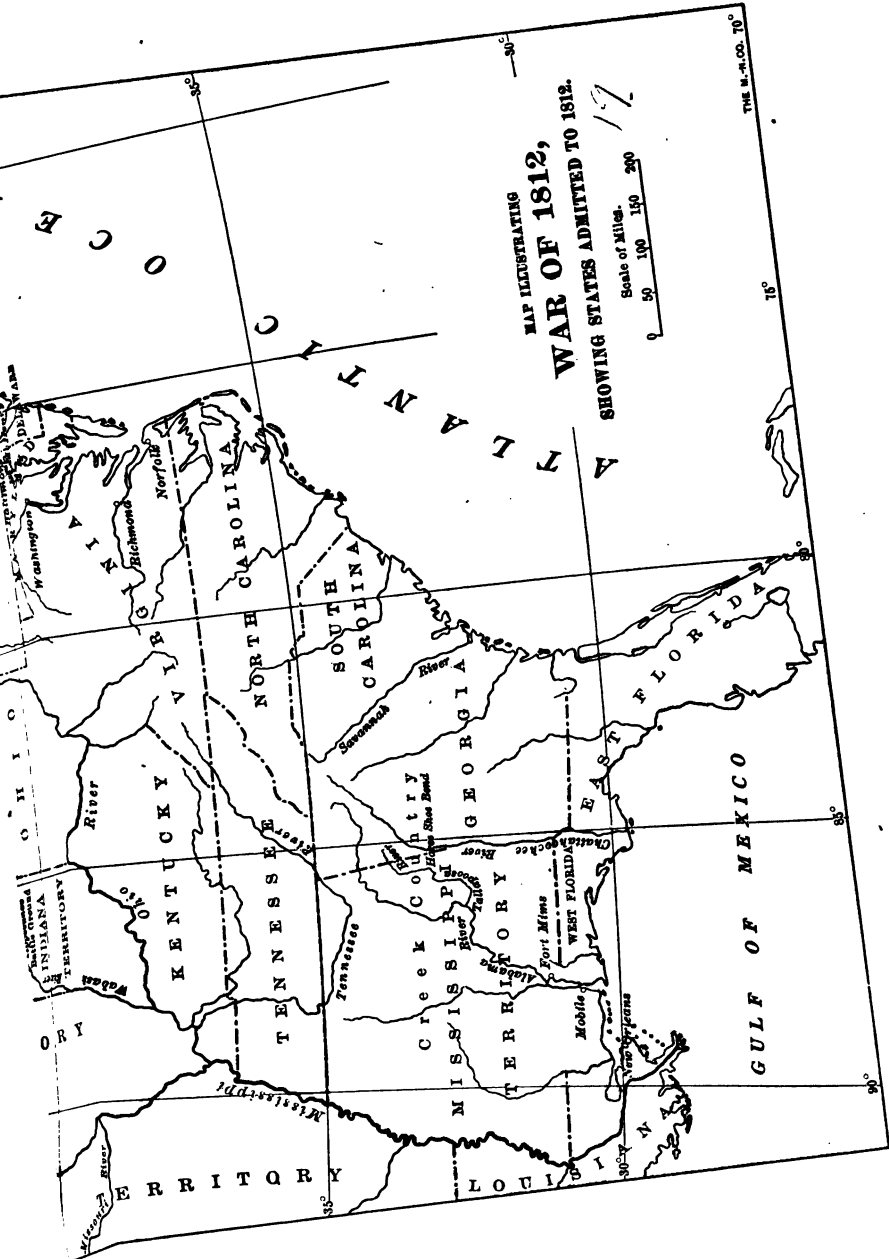 MAP ILLUSTRATING
WAR OF 1812,
SHOWING STATES ADMITTED TO 1812.
Scale of Miles.
0 50 100 150 200
THE M.-N. CO.
70°
75°
80°
85°
90°
30°
35°
30°
35°
ATLANTIC OCE
GULF OF MEXICO
DELAWARE
Washington
VIRGINIA
Richmond
Norfolk
NORTH CAROLINA
SOUTH
CAROLINA
Savannah River
GEORGIA
EAST FLORIDA
WEST FLORIDA
OHIO
Ohio River
KENTUCKY
INDIANA
TERRITORY
Battle Ground
Wabash
ORY
TENNESSEE
Tennessee River
Creek Country
Horse Shoe Bend
MISSISSIPPI
TERRITORY
Chattahoochee River
Tallapoosa River
Alabama River
Fort Mims
Mobile
New Orleans
Mississippi
Missouri River
TERRITORY
LOUISIANA